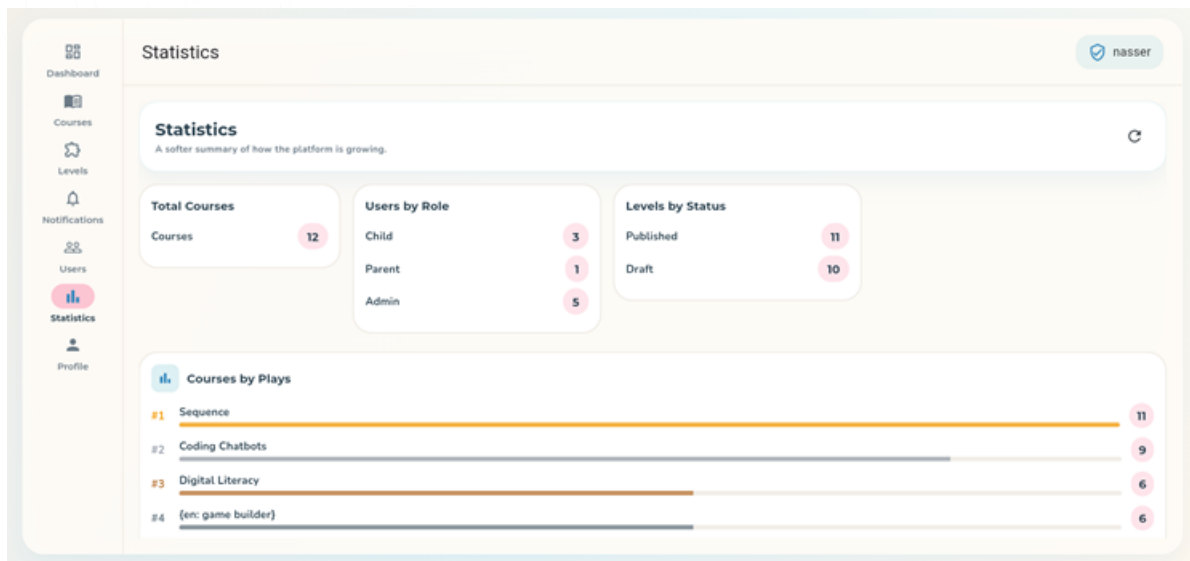 Statistics
nasser
Dashboard
Courses
Levels
Notifications
Users
Statistics
Profile
Statistics
A softer summary of how the platform is growing.
Total Courses
Courses 12
Users by Role
Child 3
Parent 1
Admin 5
Levels by Status
Published 11
Draft 10
Courses by Plays
#1 Sequence 11
#2 Coding Chatbots 9
#3 Digital Literacy 6
#4 {en: game builder} 6